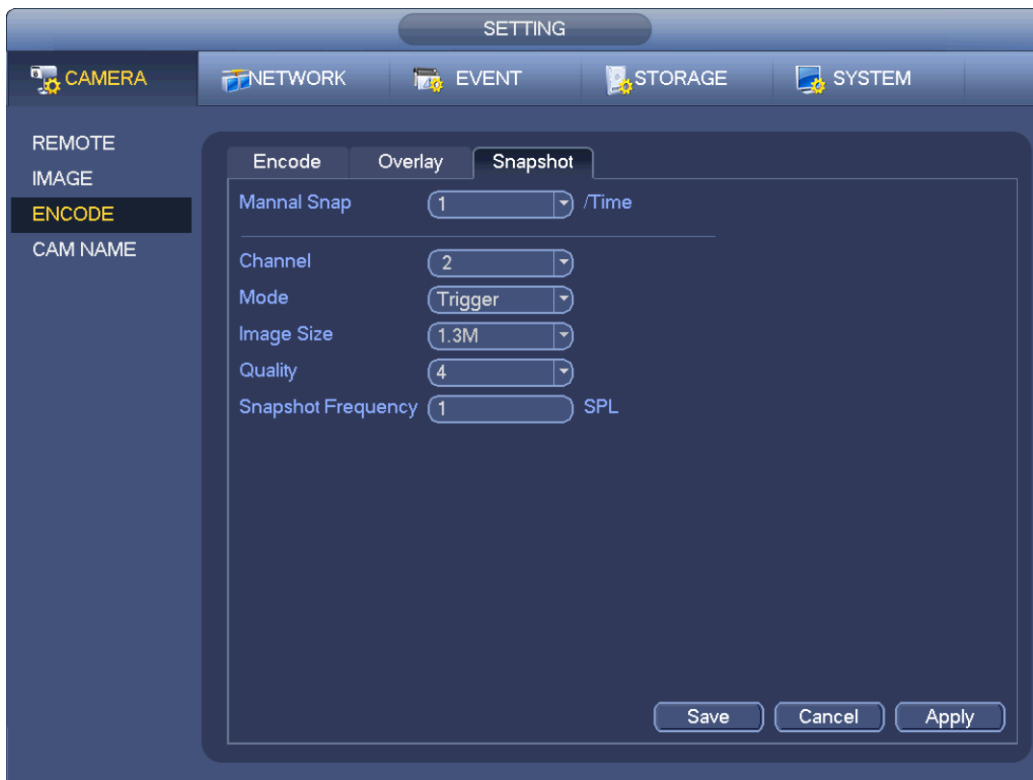 SETTING
CAMERA NETWORK EVENT STORAGE SYSTEM
REMOTE
IMAGE
ENCODE
CAM NAME
Encode Overlay Snapshot
Mannal Snap 1 /Time
Channel 2
Mode Trigger
Image Size 1.3M
Quality 4
Snapshot Frequency 1 SPL
Save Cancel Apply